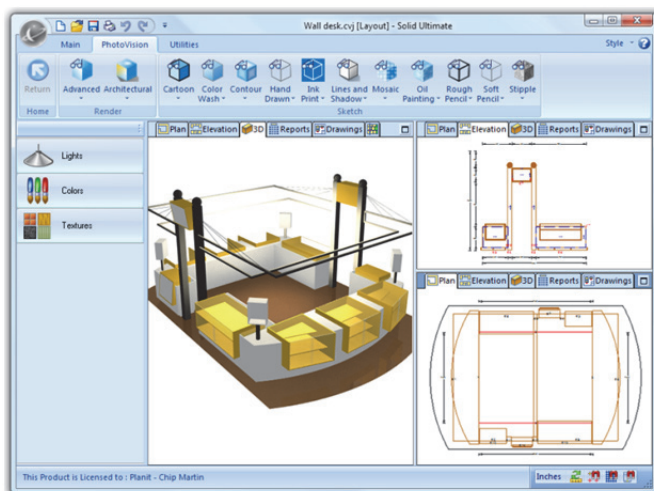 Wall desk.cvj [Layout] - Solid Ultimate
Main PhotoVision Utilities Style
Return Advanced Architectural Cartoon Color Wash Contour Hand Drawn Ink Print Lines and Shadow Mosaic Oil Painting Rough Pencil Soft Pencil Stipple
Home Render Sketch
Lights
Colors
Textures
Plan Elevation 3D Reports Drawings
Plan Elevation 3D Reports Drawings
Plan Elevation 3D Reports Drawings
This Product is Licensed to : Planit - Chip Martin Inches